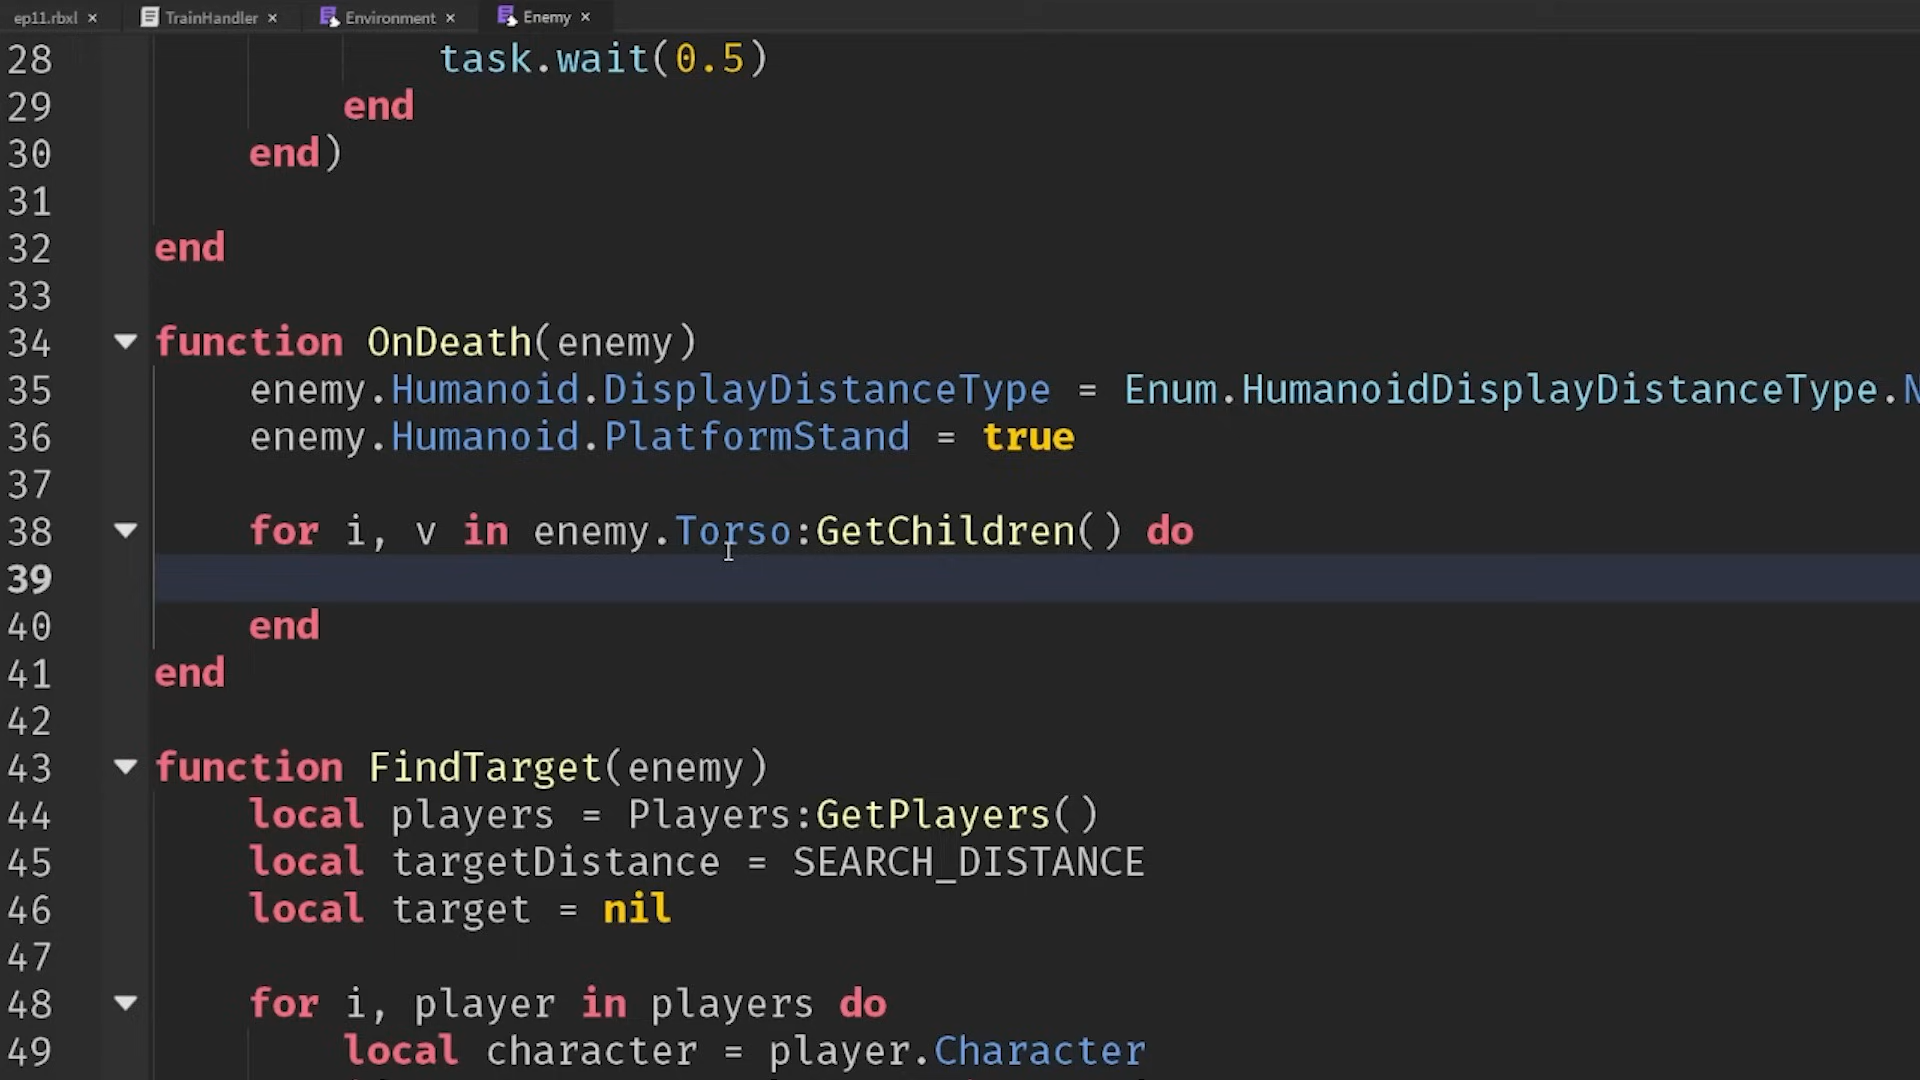 ep11.rbxl × TrainHandler × Environment × Enemy ×
28 task.wait(0.5)
29 end
30 end)
31
32 end
33
34 function OnDeath(enemy)
35 enemy.Humanoid.DisplayDistanceType = Enum.HumanoidDisplayDistanceType.N
36 enemy.Humanoid.PlatformStand = true
37
38 for i, v in enemy.Torso:GetChildren() do
39
40 end
41 end
42
43 function FindTarget(enemy)
44 local players = Players:GetPlayers()
45 local targetDistance = SEARCH_DISTANCE
46 local target = nil
47
48 for i, player in players do
49 local character = player.Character